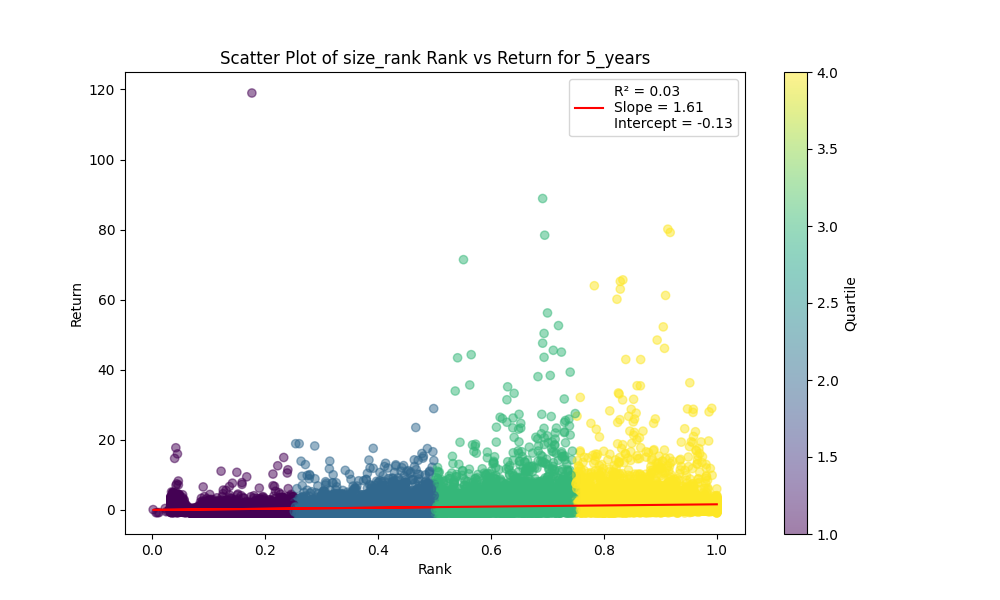 Scatter Plot of size_rank Rank vs Return for 5_years
R² = 0.03
Slope = 1.61
Intercept = -0.13
Return
120
100
80
60
40
20
0
0.0 0.2 0.4 0.6 0.8 1.0
Rank
4.0
3.5
3.0
2.5
2.0
1.5
1.0
Quartile